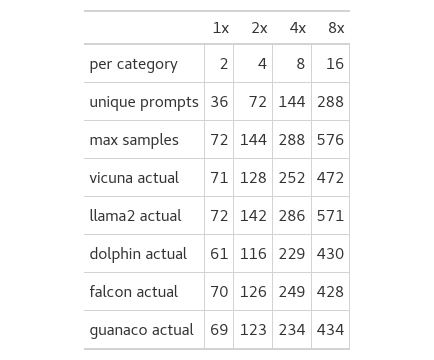 1x 2x 4x 8x
per category 2 4 8 16
unique prompts 36 72 144 288
max samples 72 144 288 576
vicuna actual 71 128 252 472
llama2 actual 72 142 286 571
dolphin actual 61 116 229 430
falcon actual 70 126 249 428
guanaco actual 69 123 234 434